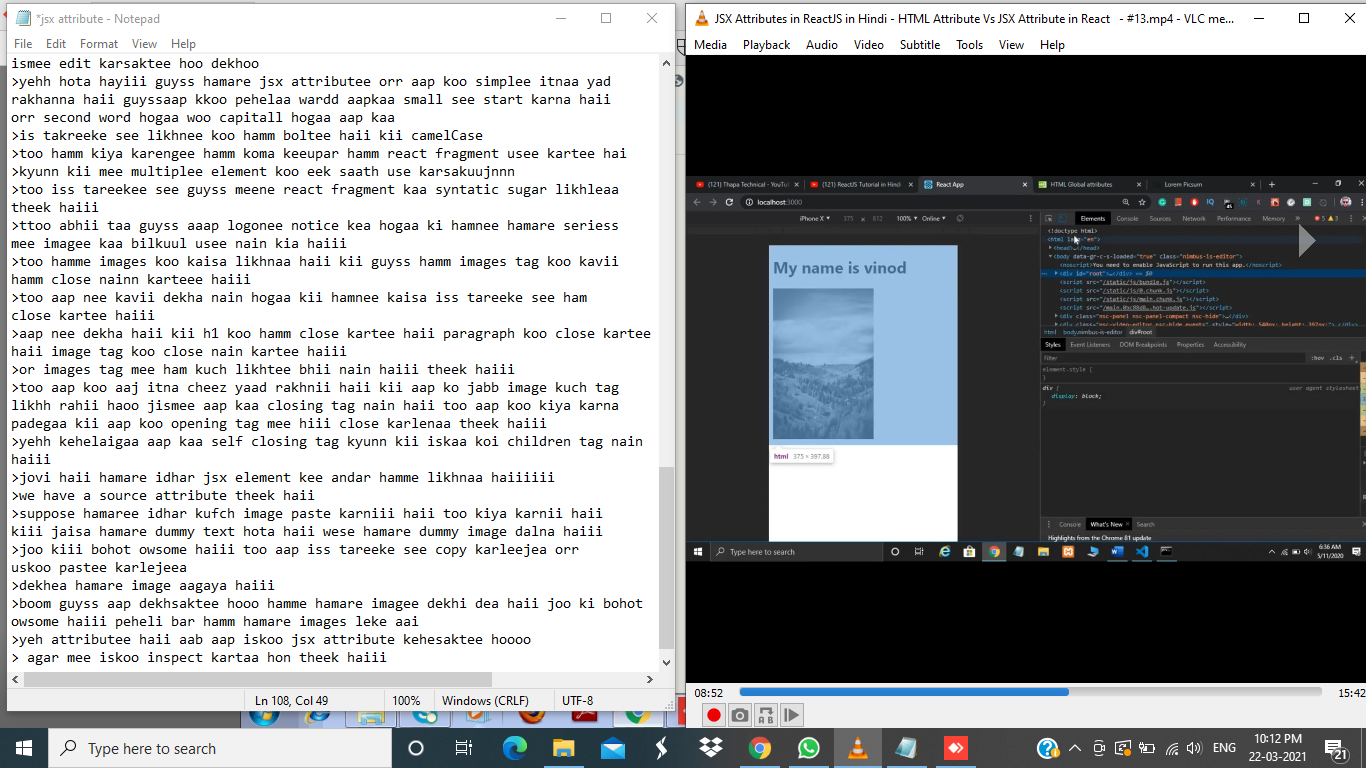 *jsx attribute - Notepad
File Edit Format View Help
ismee edit karsaktee hoo dekhoo
>yehh hota hayiii guyss hamare jsx attributee orr aap koo simplee itnaa yad
rakhanna haii guyssaap kkoo pehelaa wardd aapkaa small see start karna haii
orr second word hogaa woo capitall hogaa aap kaa
>is takreeke see likhnee koo hamm boltee haii kii camelCase
>too hamm kiya karengee hamm koma keeupar hamm react fragment usee kartee hai
>kyunn kii mee multiplee element koo eek saath use karsakuujnnn
>too iss tareekee see guyss meene react fragment kaa syntatic sugar likhleaa
theek haiii
>ttoo abhii taa guyss aaap logonee notice kea hogaa ki hamnee hamare seriess
mee imagee kaa bilkuul usee nain kia haiii
>too hamme images koo kaisa likhnaa haii kii guyss hamm images tag koo kavii
hamm close nainn karteee haiii
>too aap nee kavii dekha nain hogaa kii hamnee kaisa iss tareeke see ham
close kartee haiii
>aap nee dekha haii kii h1 koo hamm close kartee haii paragraph koo close kartee
haii image tag koo close nain kartee haiii
>or images tag mee ham kuch likhtee bhii nain haiii theek haiii
>too aap koo aaj itna cheez yaad rakhnii haii kii aap ko jabb image kuch tag
likhh rahii haoo jismee aap kaa closing tag nain haii too aap koo kiya karna
padegaa kii aap koo opening tag mee hiii close karlenaa theek haiii
>yehh kehelaigaa aap kaa self closing tag kyunn kii iskaa koi children tag nain
haiii
>jovi haii hamare idhar jsx element kee andar hamme likhnaa haiiiiii
>we have a source attribute theek haii
>suppose hamaree idhar kufch image paste karniii haii too kiya karnii haii
kiii jaisa hamare dummy text hota haii wese hamare dummy image dalna haiii
>joo kiii bohot owsome haiii too aap iss tareeke see copy karleejea orr
uskoo pastee karlejeea
>dekhea hamare image aagaya haiii
>boom guyss aap dekhsaktee hooo hamme hamare imagee dekhi dea haii joo ki bohot
owsome haiii peheli bar hamm hamare images leke aai
>yeh attributee haii aab aap iskoo jsx attribute kehesaktee hoooo
> agar mee iskoo inspect kartaa hon theek haiii
Ln 108, Col 49 100% Windows (CRLF) UTF-8
JSX Attributes in ReactJS in Hindi - HTML Attribute Vs JSX Attribute in React - #13.mp4 - VLC me...
Media Playback Audio Video Subtitle Tools View Help
(121) Thapa Technical - YouTu (121) ReactJS Tutorial in Hindi React App HTML Global attributes Lorem Picsum
localhost:3000
iPhone X 375 × 812 100% Online
Elements Console Sources Network Performance Memory 5 3
My name is vinod
html 375 × 397.88
<!doctype html>
<html lang="en">
<head>…</head>
<body data-gr-c-s-loaded="true" class="nimbus-is-editor">
<noscript>You need to enable JavaScript to run this app.</noscript>
<div id="root">…</div> == $0
<script src="/static/js/bundle.js"></script>
<script src="/static/js/0.chunk.js"></script>
<script src="/static/js/main.chunk.js"></script>
<div class="nsc-panel nsc-panel-compact nsc-hide">…</div>
html body.nimbus-is-editor div#root
Styles Event Listeners DOM Breakpoints Properties Accessibility
Filter :hov .cls +
element.style {
}
div { user agent stylesheet
display: block;
}
Console What's New × Search
Highlights from the Chrome 81 update
Type here to search
6:36 AM
5/11/2020
08:52 15:42
Type here to search
ENG
10:12 PM
22-03-2021
21